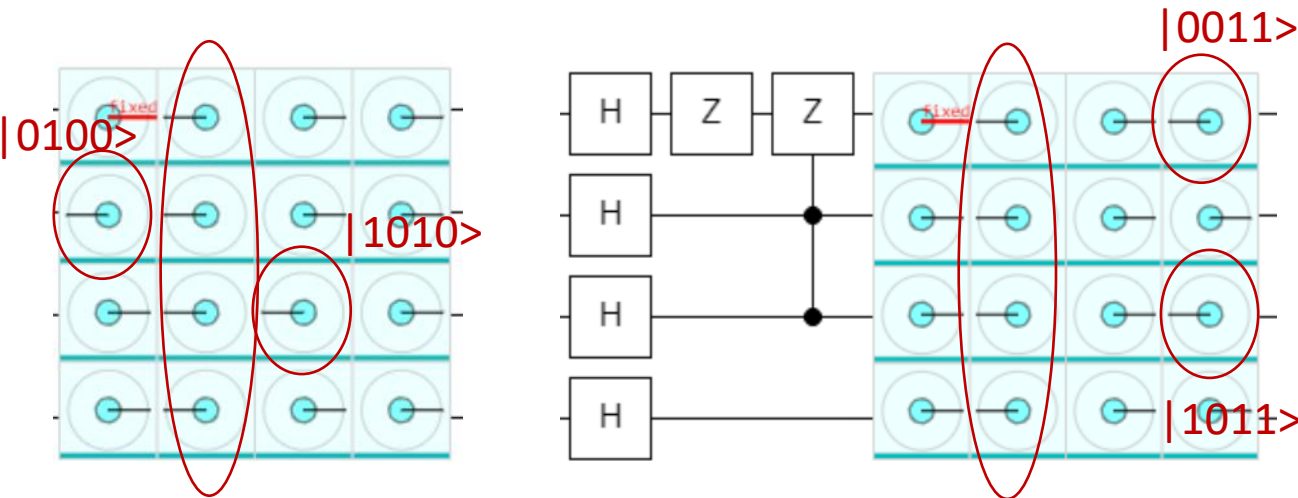 |0011>
fixed
|0100>
|1010>
H
Z
Z
fixed
H
H
H
|1011>